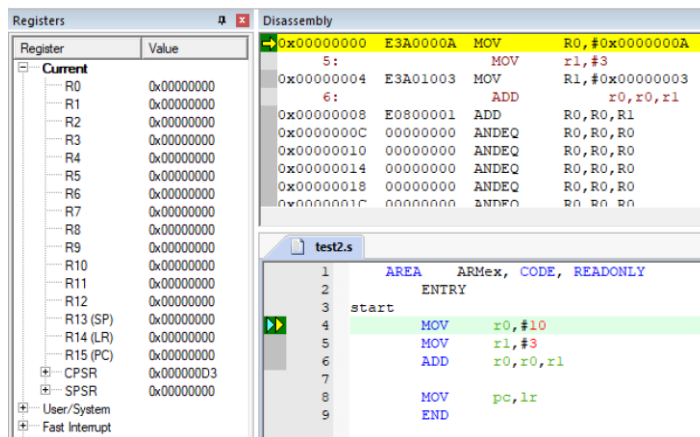 Registers
Register Value
Current
R0 0x00000000
R1 0x00000000
R2 0x00000000
R3 0x00000000
R4 0x00000000
R5 0x00000000
R6 0x00000000
R7 0x00000000
R8 0x00000000
R9 0x00000000
R10 0x00000000
R11 0x00000000
R12 0x00000000
R13 (SP) 0x00000000
R14 (LR) 0x00000000
R15 (PC) 0x00000000
CPSR 0x000000D3
SPSR 0x00000000
User/System
Fast Interrupt
Disassembly
0x00000000 E3A0000A MOV R0,#0x0000000A
5: MOV r1,#3
0x00000004 E3A01003 MOV R1,#0x00000003
6: ADD r0,r0,r1
0x00000008 E0800001 ADD R0,R0,R1
0x0000000C 00000000 ANDEQ R0,R0,R0
0x00000010 00000000 ANDEQ R0,R0,R0
0x00000014 00000000 ANDEQ R0,R0,R0
0x00000018 00000000 ANDEQ R0,R0,R0
0x0000001C 00000000 ANDEQ R0,R0,R0
test2.s
1 AREA ARMex, CODE, READONLY
2 ENTRY
3 start
4 MOV r0,#10
5 MOV r1,#3
6 ADD r0,r0,r1
7
8 MOV pc,lr
9 END